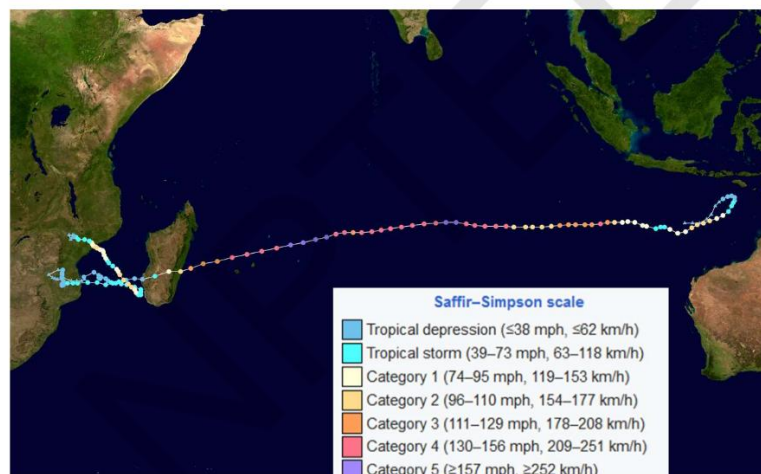 Saffir–Simpson scale
Tropical depression (≤38 mph, ≤62 km/h)
Tropical storm (39–73 mph, 63–118 km/h)
Category 1 (74–95 mph, 119–153 km/h)
Category 2 (96–110 mph, 154–177 km/h)
Category 3 (111–129 mph, 178–208 km/h)
Category 4 (130–156 mph, 209–251 km/h)
Category 5 (≥157 mph, ≥252 km/h)